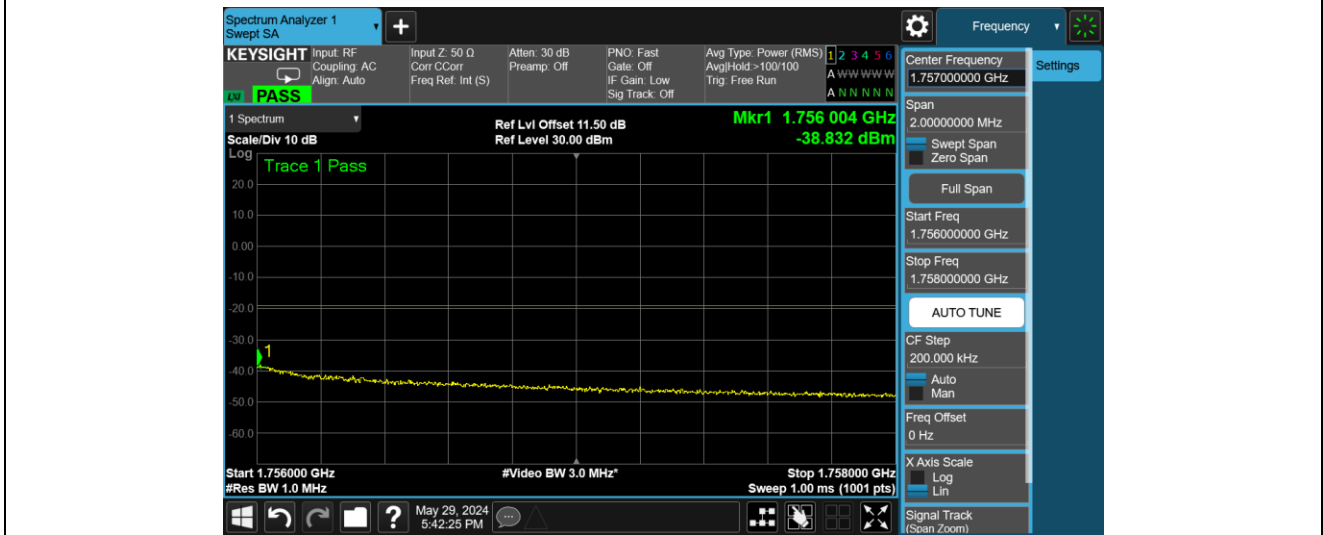 Spectrum Analyzer 1
Swept SA
+
Frequency
KEYSIGHT
Input: RF
Coupling: AC
Align: Auto
Input Z: 50 Ω
Corr CCorr
Freq Ref: Int (S)
Atten: 30 dB
Preamp: Off
PNO: Fast
Gate: Off
IF Gain: Low
Sig Track: Off
Avg Type: Power (RMS)
Avg|Hold:>100/100
Trig: Free Run
1 2 3 4 5 6
A W W W W W
A N N N N N
LXI
PASS
1 Spectrum
Scale/Div 10 dB
Ref Lvl Offset 11.50 dB
Ref Level 30.00 dBm
Mkr1 1.756 004 GHz
-38.832 dBm
Log
Trace 1 Pass
20.0
10.0
0.00
-10.0
-20.0
-30.0
1
-40.0
-50.0
-60.0
Start 1.756000 GHz
#Res BW 1.0 MHz
#Video BW 3.0 MHz*
Stop 1.758000 GHz
Sweep 1.00 ms (1001 pts)
?
May 29, 2024
5:42:25 PM
Center Frequency
1.757000000 GHz
Span
2.00000000 MHz
Swept Span
Zero Span
Full Span
Start Freq
1.756000000 GHz
Stop Freq
1.758000000 GHz
AUTO TUNE
CF Step
200.000 kHz
Auto
Man
Freq Offset
0 Hz
X Axis Scale
Log
Lin
Signal Track
(Span Zoom)
Settings